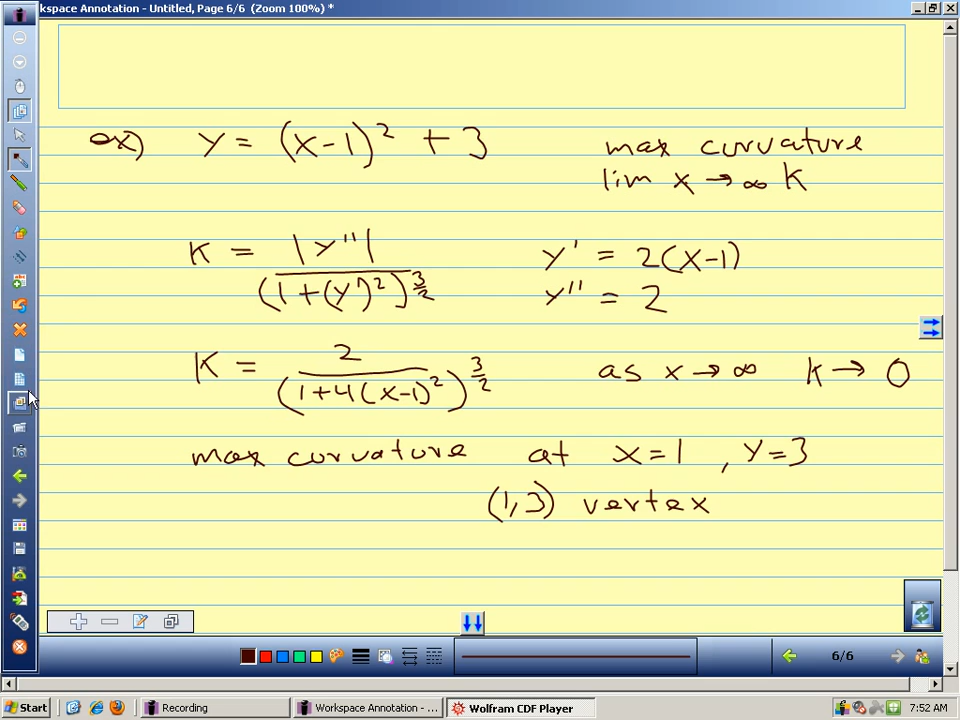 kspace Annotation - Untitled, Page 6/6 (Zoom 100%) *
ex) y = (x-1)² + 3
max curvature
lim x → ∞ K
K = |y''| / (1+(y')²)^(3/2)
y' = 2(x-1)
y'' = 2
K = 2 / (1+4(x-1)²)^(3/2)
as x → ∞ K → 0
max curvature at x=1, y=3
(1,3) vertex
6/6
Start
Recording
Workspace Annotation - ...
Wolfram CDF Player
7:52 AM